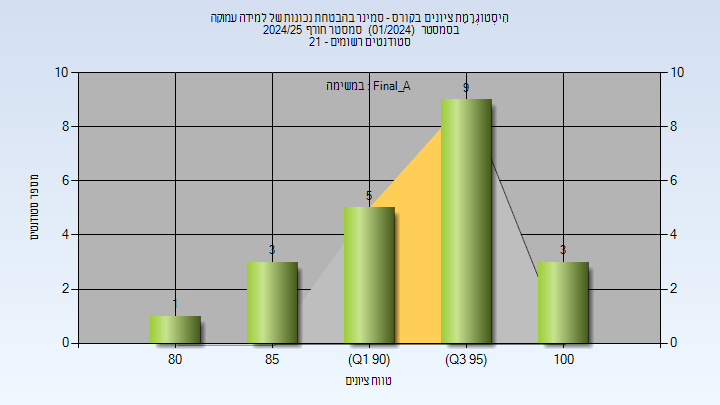 הִיסְטוֹגְרָמַת ציונים בקורס - סמינר בהבטחת נכונות של למידה עמוקה
בסמסטר (01/2024) סמסטר חורף 2024/25
סטודנטים רשומים - 21
במשימה : Final_A
10
8
6
4
2
0
10
8
6
4
2
0
1
3
5
9
3
מספר סטודנטים
80
85
(Q1 90)
(Q3 95)
100
טווח ציונים